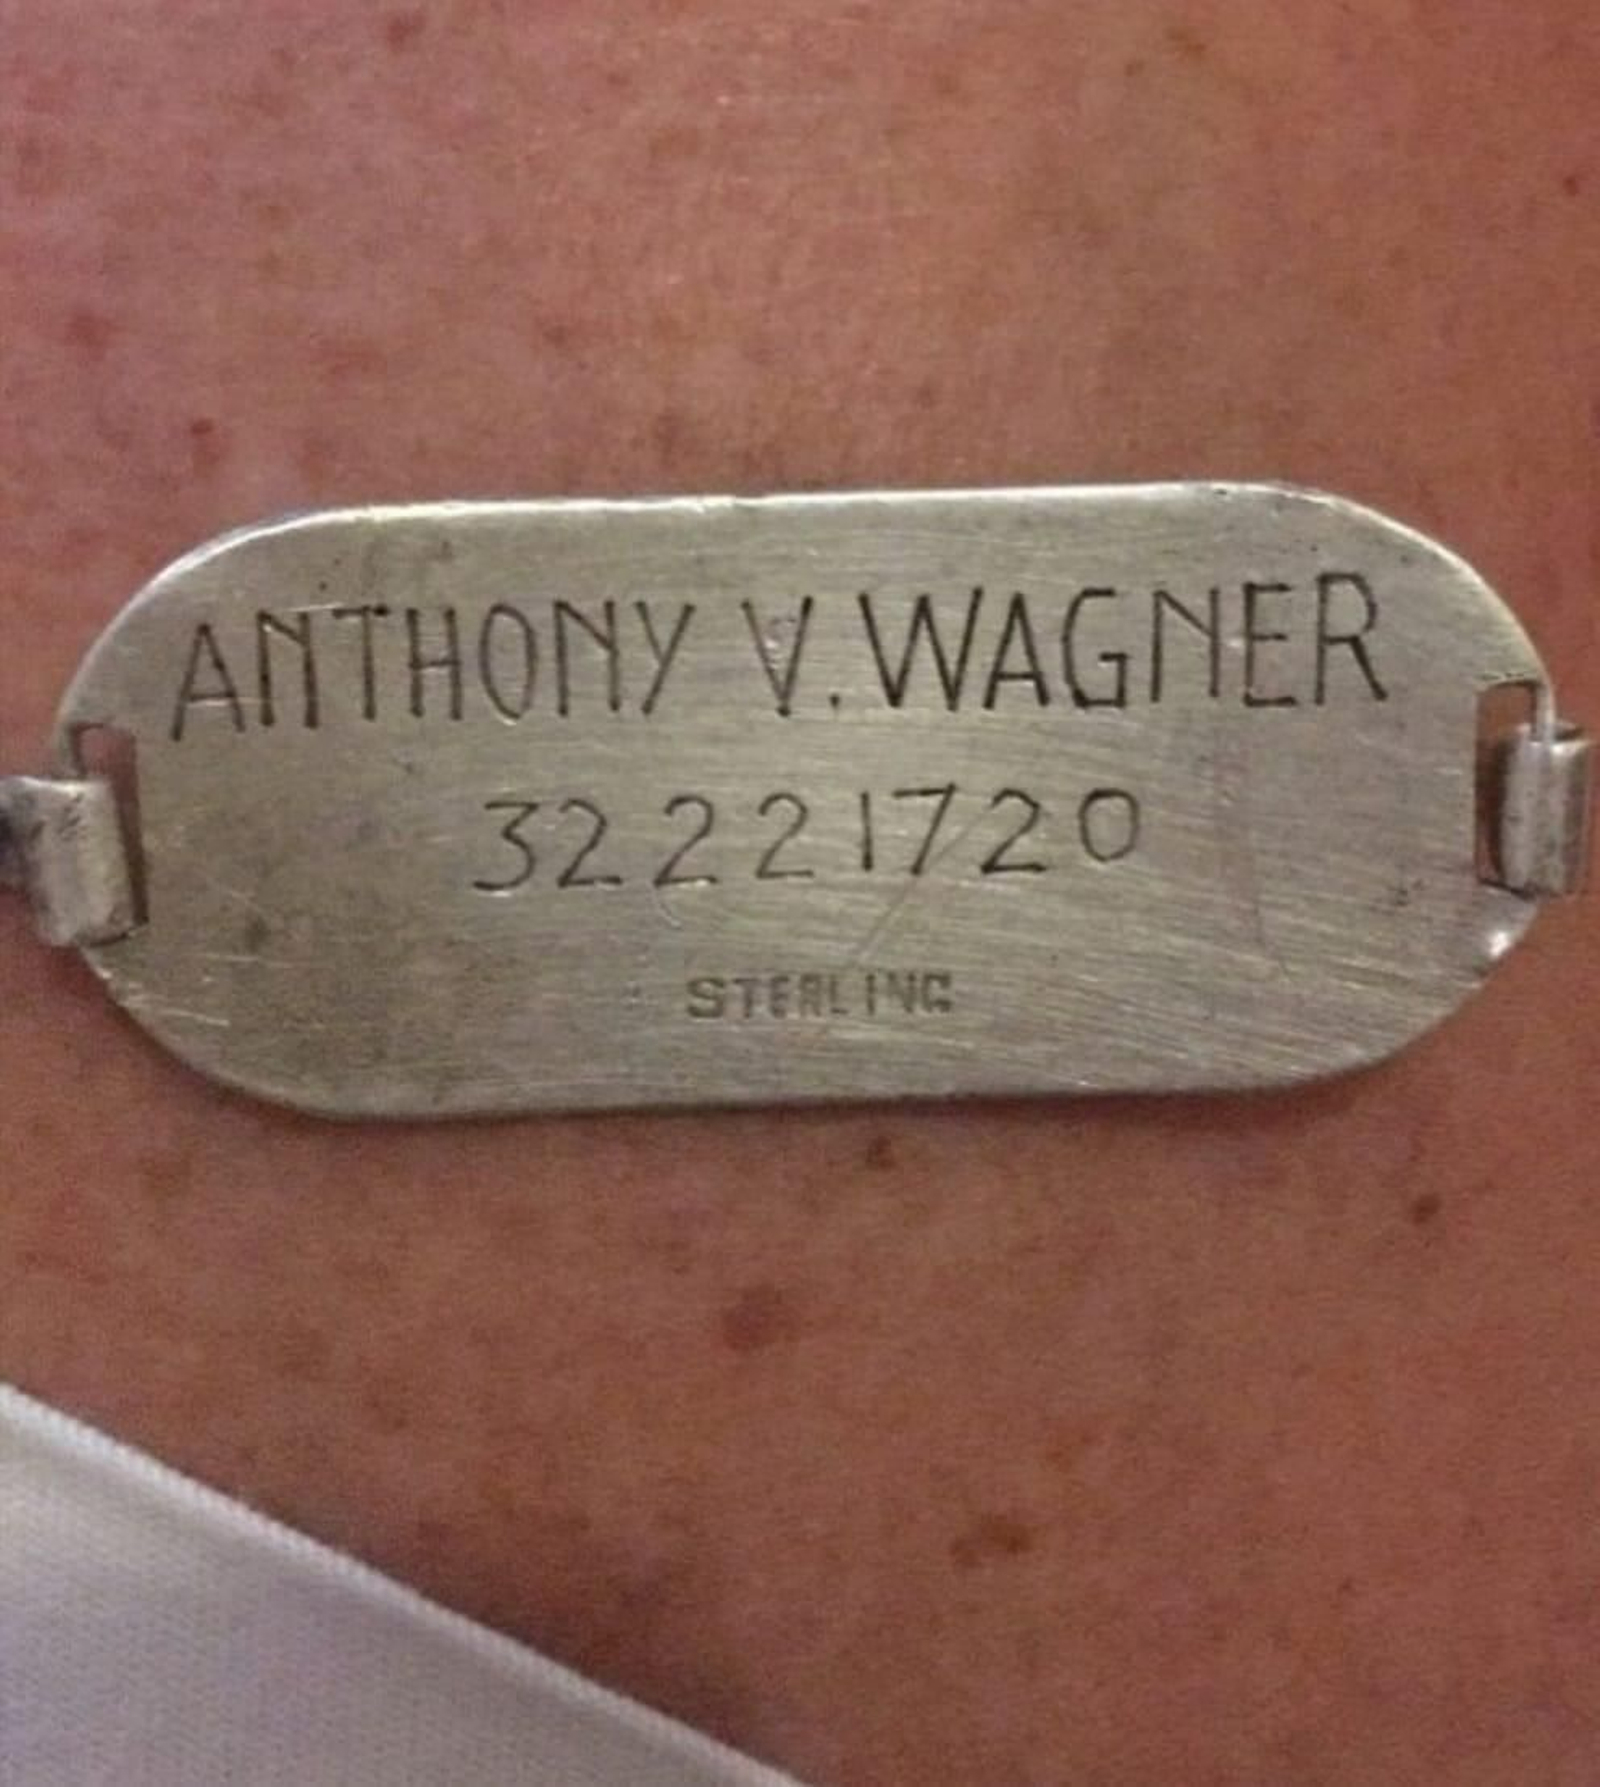 ANTHONY V. WAGNER
32221720
STERLING